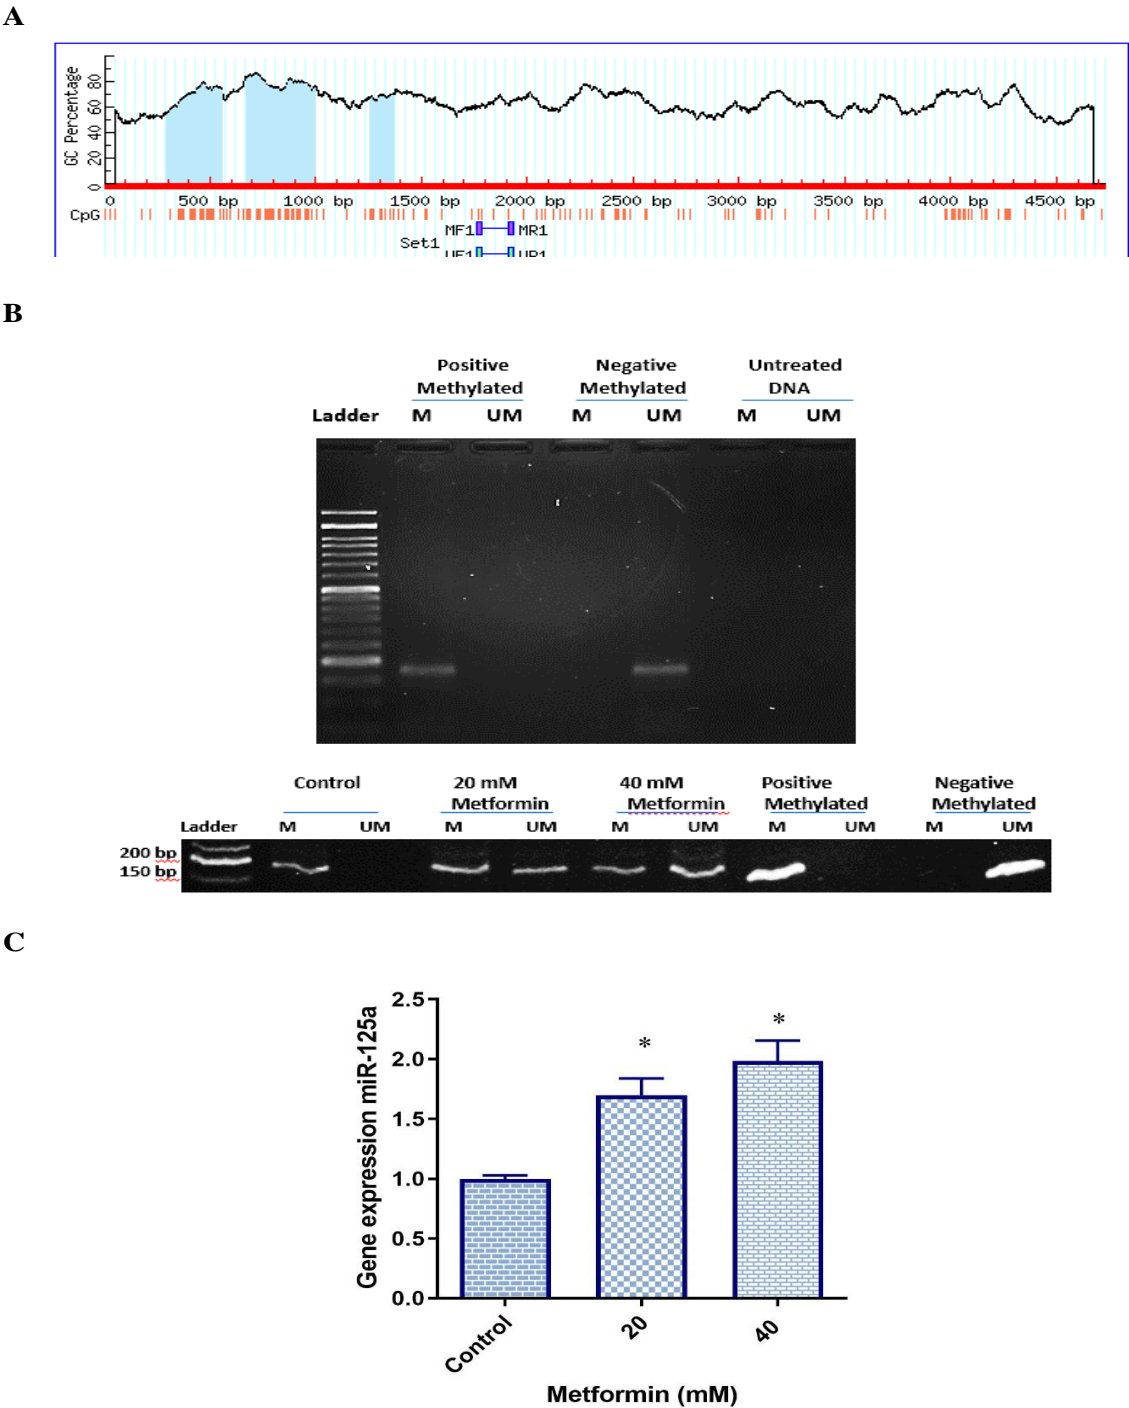 A
GC Percentage
0 20 40 60 80
0 500 bp 1000 bp 1500 bp 2000 bp 2500 bp 3000 bp 3500 bp 4000 bp 4500 bp
CpG
MF1 MR1
Set1
UF1 UR1
B
Positive Methylated
Negative Methylated
Untreated DNA
Ladder M UM M UM M UM
Control
20 mM Metformin
40 mM Metformin
Positive Methylated
Negative Methylated
Ladder M UM M UM M UM M UM M UM
200 bp
150 bp
C
Gene expression miR-125a
2.5
2.0
1.5
1.0
0.5
0.0
* *
Control 20 40
Metformin (mM)